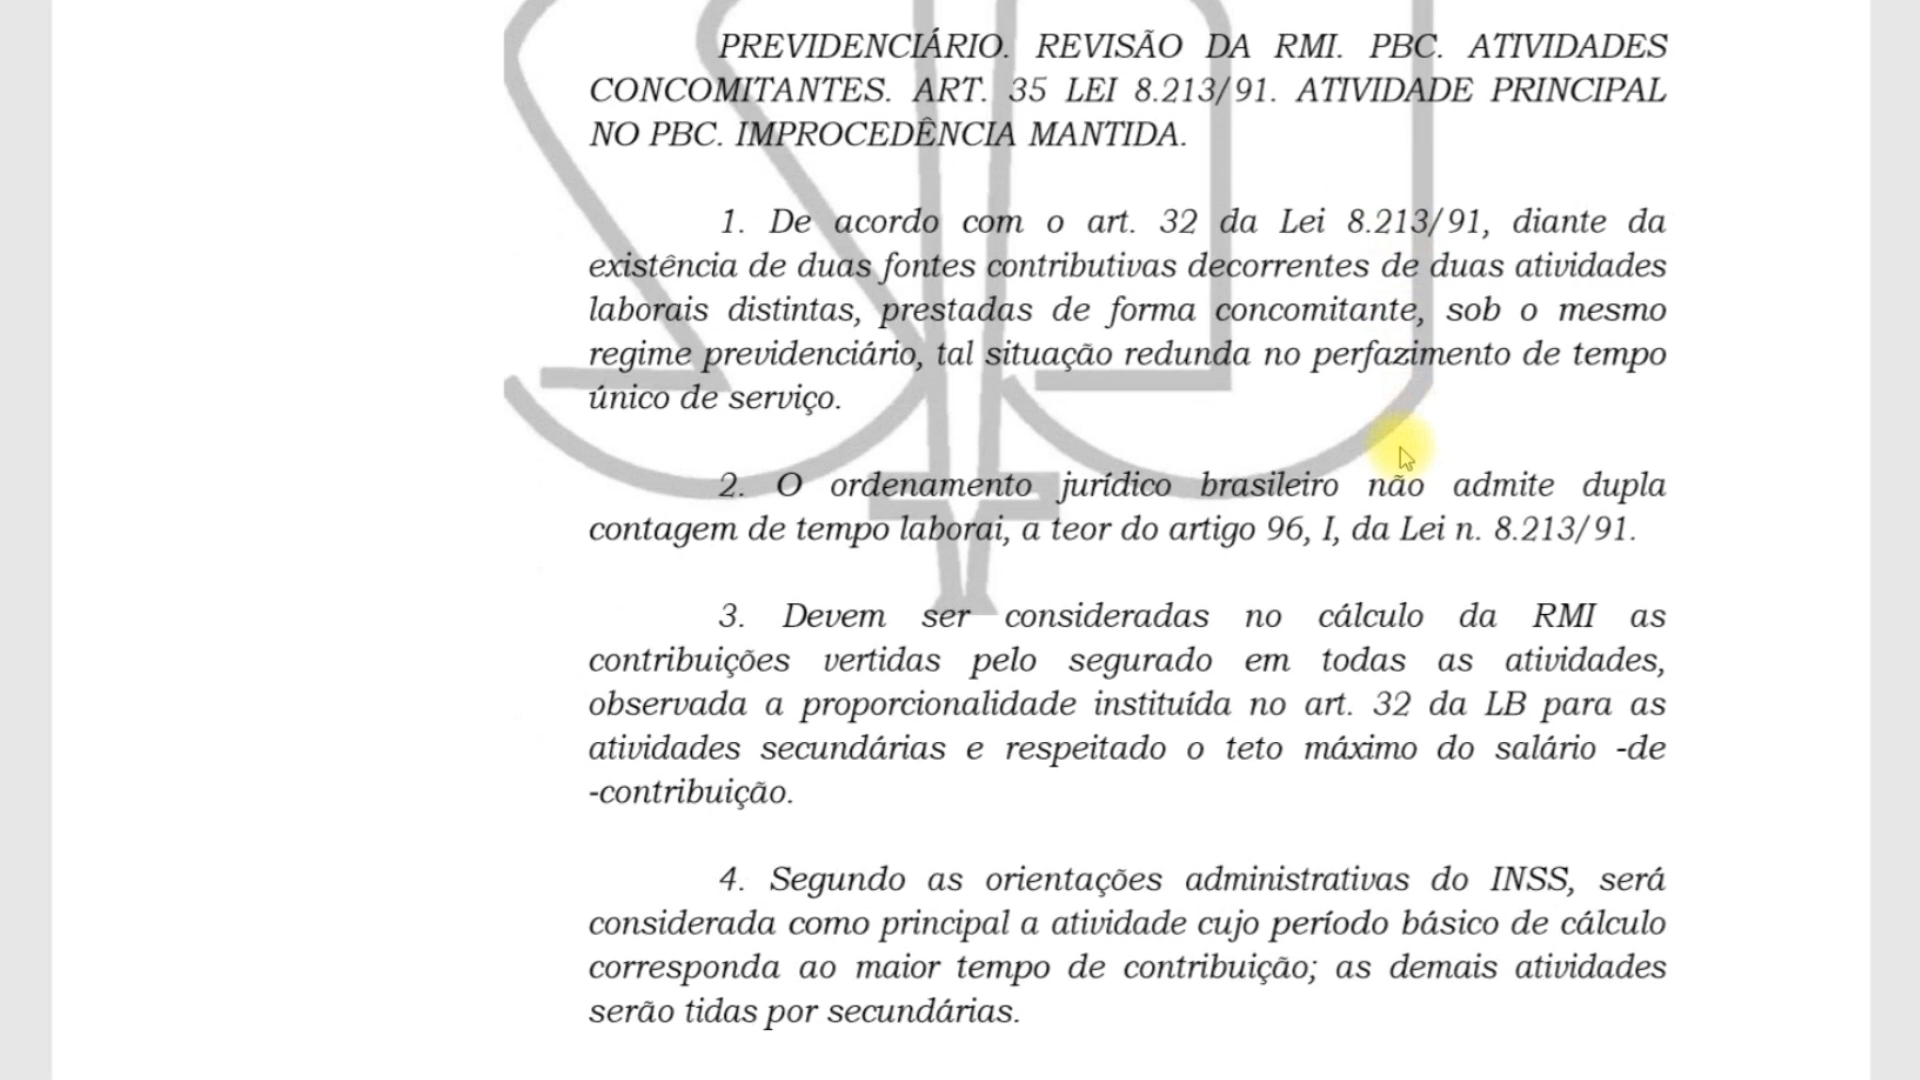 PREVIDENCIÁRIO. REVISÃO DA RMI. PBC. ATIVIDADES
CONCOMITANTES. ART. 35 LEI 8.213/91. ATIVIDADE PRINCIPAL
NO PBC. IMPROCEDÊNCIA MANTIDA.
1. De acordo com o art. 32 da Lei 8.213/91, diante da
existência de duas fontes contributivas decorrentes de duas atividades
laborais distintas, prestadas de forma concomitante, sob o mesmo
regime previdenciário, tal situação redunda no perfazimento de tempo
único de serviço.
2. O ordenamento jurídico brasileiro não admite dupla
contagem de tempo laborai, a teor do artigo 96, I, da Lei n. 8.213/91.
3. Devem ser consideradas no cálculo da RMI as
contribuições vertidas pelo segurado em todas as atividades,
observada a proporcionalidade instituída no art. 32 da LB para as
atividades secundárias e respeitado o teto máximo do salário -de
-contribuição.
4. Segundo as orientações administrativas do INSS, será
considerada como principal a atividade cujo período básico de cálculo
corresponda ao maior tempo de contribuição; as demais atividades
serão tidas por secundárias.